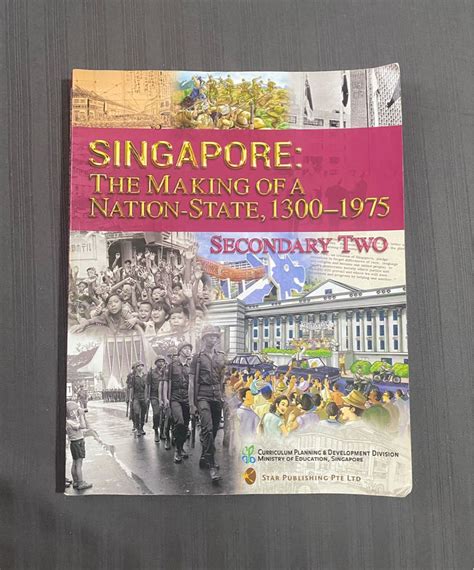 SINGAPORE:
THE MAKING OF A
NATION-STATE, 1300–1975
SECONDARY TWO
CURRICULUM PLANNING & DEVELOPMENT DIVISION
MINISTRY OF EDUCATION, SINGAPORE
STAR PUBLISHING PTE LTD